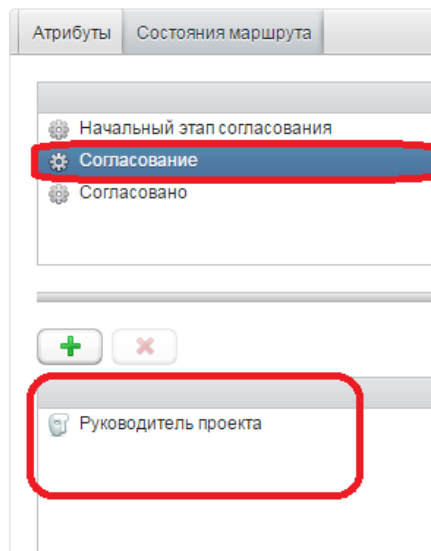 Атрибуты Состояния маршрута
Начальный этап согласования
Согласование
Согласовано
Руководитель проекта